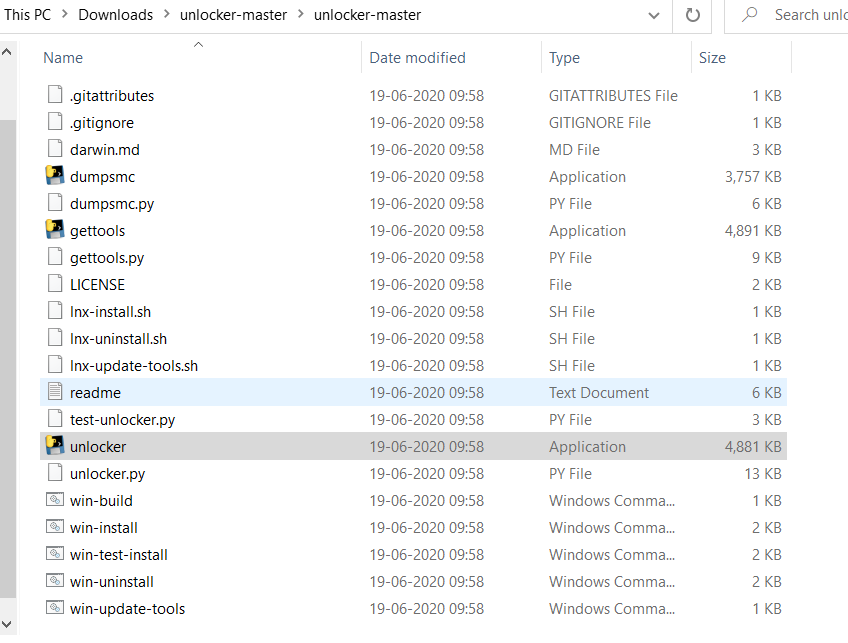 This PC > Downloads > unlocker-master > unlocker-master Search unlo
Name Date modified Type Size
.gitattributes 19-06-2020 09:58 GITATTRIBUTES File 1 KB
.gitignore 19-06-2020 09:58 GITIGNORE File 1 KB
darwin.md 19-06-2020 09:58 MD File 3 KB
dumpsmc 19-06-2020 09:58 Application 3,757 KB
dumpsmc.py 19-06-2020 09:58 PY File 6 KB
gettools 19-06-2020 09:58 Application 4,891 KB
gettools.py 19-06-2020 09:58 PY File 9 KB
LICENSE 19-06-2020 09:58 File 2 KB
lnx-install.sh 19-06-2020 09:58 SH File 1 KB
lnx-uninstall.sh 19-06-2020 09:58 SH File 1 KB
lnx-update-tools.sh 19-06-2020 09:58 SH File 1 KB
readme 19-06-2020 09:58 Text Document 6 KB
test-unlocker.py 19-06-2020 09:58 PY File 3 KB
unlocker 19-06-2020 09:58 Application 4,881 KB
unlocker.py 19-06-2020 09:58 PY File 13 KB
win-build 19-06-2020 09:58 Windows Comma... 1 KB
win-install 19-06-2020 09:58 Windows Comma... 2 KB
win-test-install 19-06-2020 09:58 Windows Comma... 2 KB
win-uninstall 19-06-2020 09:58 Windows Comma... 2 KB
win-update-tools 19-06-2020 09:58 Windows Comma... 1 KB